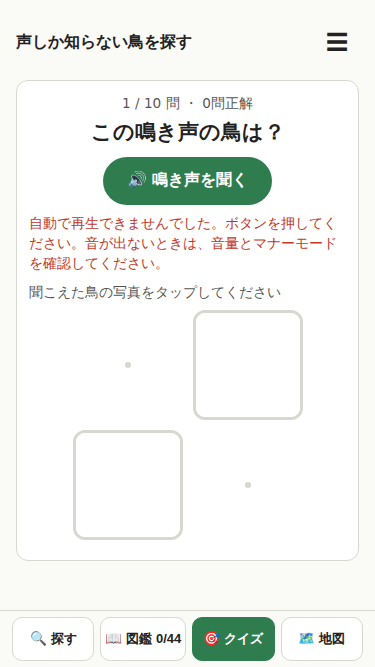 声しか知らない鳥を探す
1 / 10 問 ・ 0問正解
この鳴き声の鳥は？
🔊 鳴き声を聞く
自動で再生できませんでした。ボタンを押してく
ださい。音が出ないときは、音量とマナーモード
を確認してください。
聞こえた鳥の写真をタップしてください
🔍 探す
📖 図鑑 0/44
🎯 クイズ
🗺️ 地図